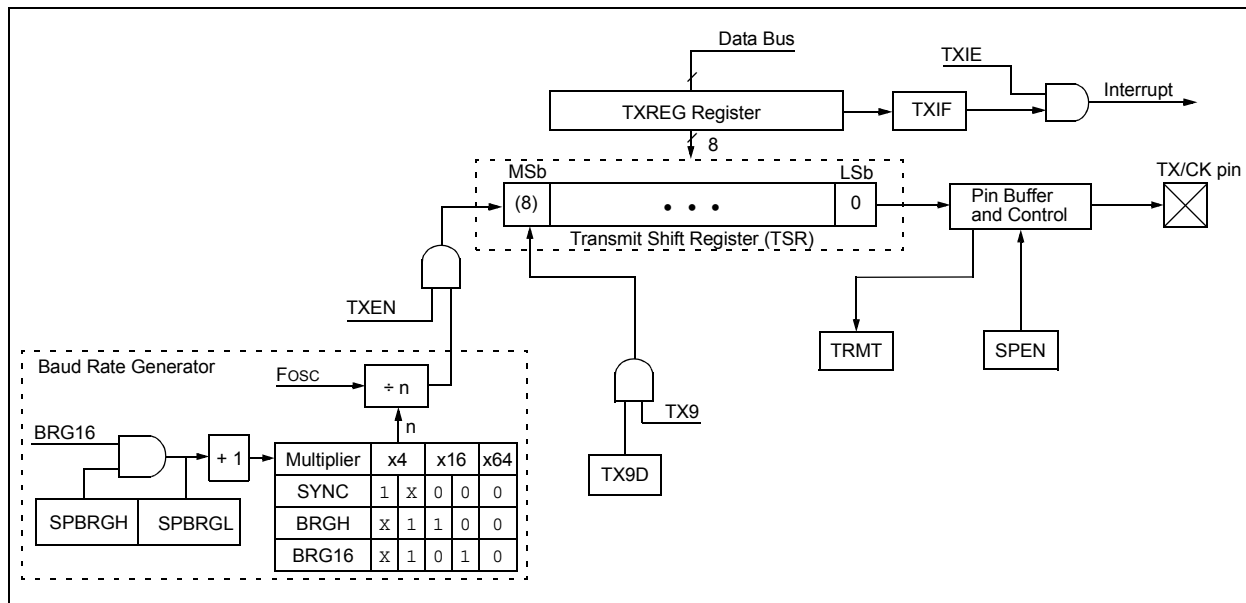 Data Bus
TXIE
Interrupt
TXREG Register
TXIF
8
MSb
LSb
TX/CK pin
(8)
• • •
0
Pin Buffer
and Control
Transmit Shift Register (TSR)
TXEN
TRMT
SPEN
Baud Rate Generator
FOSC
÷ n
TX9
n
BRG16
+ 1
Multiplier x4 x16 x64
TX9D
SYNC 1 X 0 0 0
SPBRGH SPBRGL
BRGH X 1 1 0 0
BRG16 X 1 0 1 0